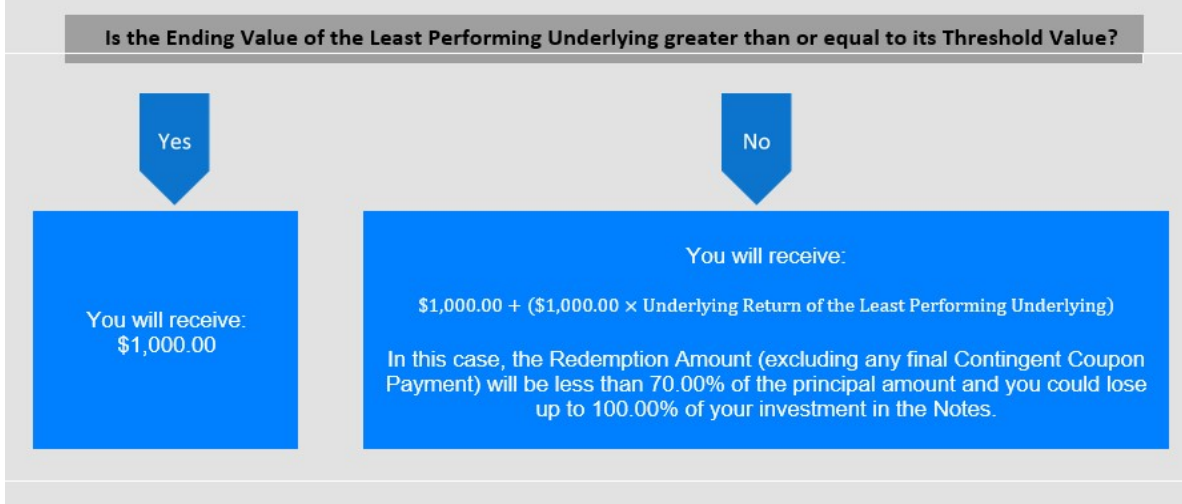 Is the Ending Value of the Least Performing Underlying greater than or equal to its Threshold Value?
Yes
No
You will receive:
$1,000.00
You will receive:
$1,000.00 + ($1,000.00 × Underlying Return of the Least Performing Underlying)
In this case, the Redemption Amount (excluding any final Contingent Coupon
Payment) will be less than 70.00% of the principal amount and you could lose
up to 100.00% of your investment in the Notes.